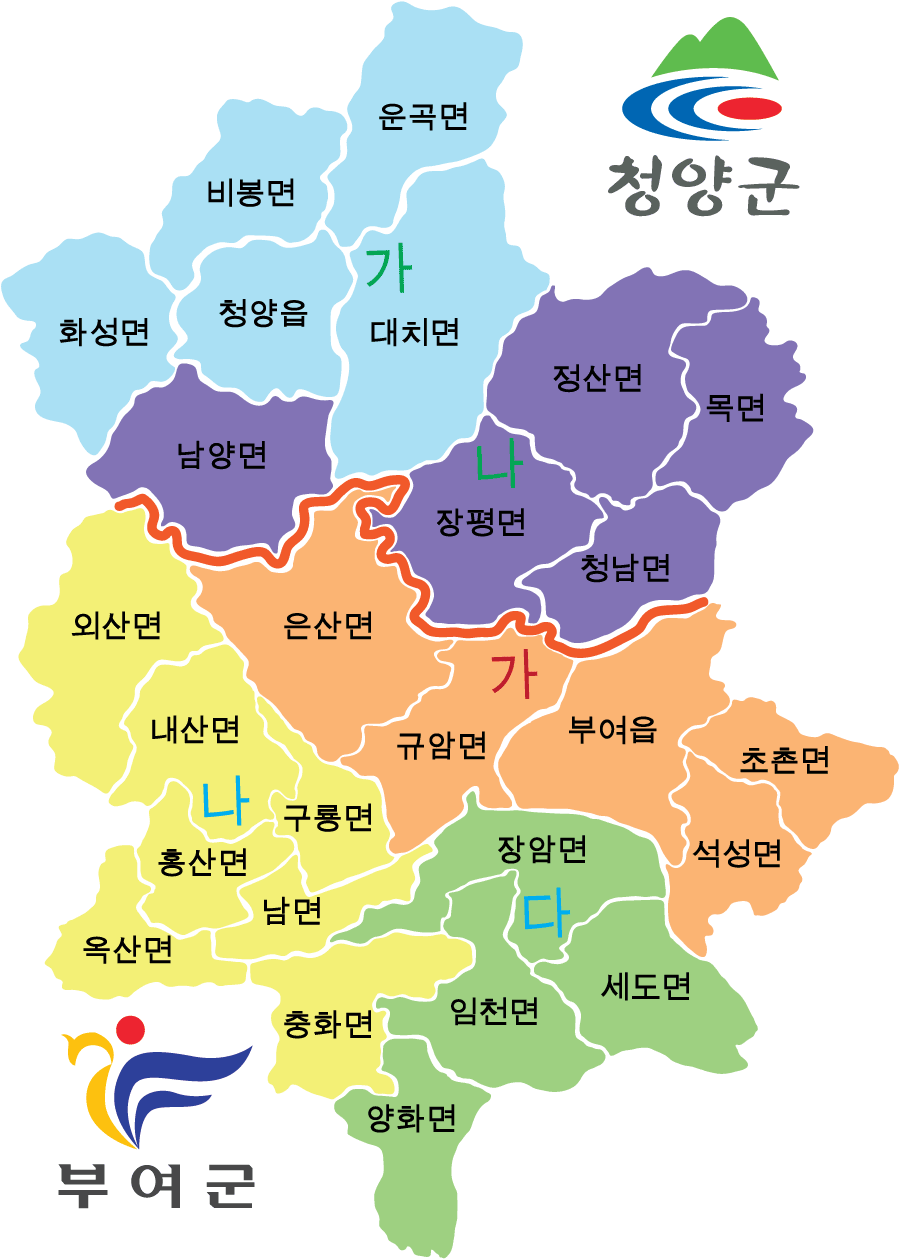 운곡면
비봉면
청양군
가
청양읍
화성면
대치면
정산면
목면
남양면
나
장평면
청남면
외산면
은산면
가
내산면
규암면
부여읍
초촌면
나
구룡면
홍산면
장암면
석성면
남면
다
옥산면
세도면
충화면
임천면
양화면
부여군